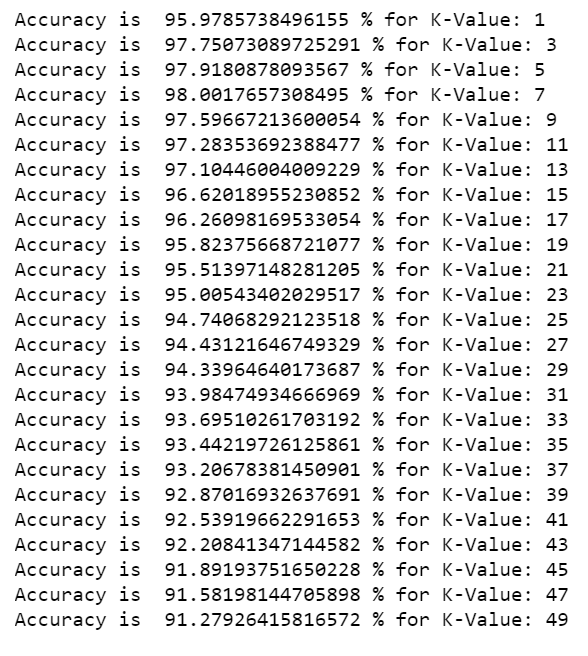 Accuracy is  95.9785738496155 % for K-Value: 1
Accuracy is  97.75073089725291 % for K-Value: 3
Accuracy is  97.9180878093567 % for K-Value: 5
Accuracy is  98.0017657308495 % for K-Value: 7
Accuracy is  97.59667213600054 % for K-Value: 9
Accuracy is  97.28353692388477 % for K-Value: 11
Accuracy is  97.10446004009229 % for K-Value: 13
Accuracy is  96.62018955230852 % for K-Value: 15
Accuracy is  96.26098169533054 % for K-Value: 17
Accuracy is  95.82375668721077 % for K-Value: 19
Accuracy is  95.51397148281205 % for K-Value: 21
Accuracy is  95.00543402029517 % for K-Value: 23
Accuracy is  94.74068292123518 % for K-Value: 25
Accuracy is  94.43121646749329 % for K-Value: 27
Accuracy is  94.33964640173687 % for K-Value: 29
Accuracy is  93.98474934666969 % for K-Value: 31
Accuracy is  93.69510261703192 % for K-Value: 33
Accuracy is  93.44219726125861 % for K-Value: 35
Accuracy is  93.20678381450901 % for K-Value: 37
Accuracy is  92.87016932637691 % for K-Value: 39
Accuracy is  92.53919662291653 % for K-Value: 41
Accuracy is  92.20841347144582 % for K-Value: 43
Accuracy is  91.89193751650228 % for K-Value: 45
Accuracy is  91.58198144705898 % for K-Value: 47
Accuracy is  91.27926415816572 % for K-Value: 49